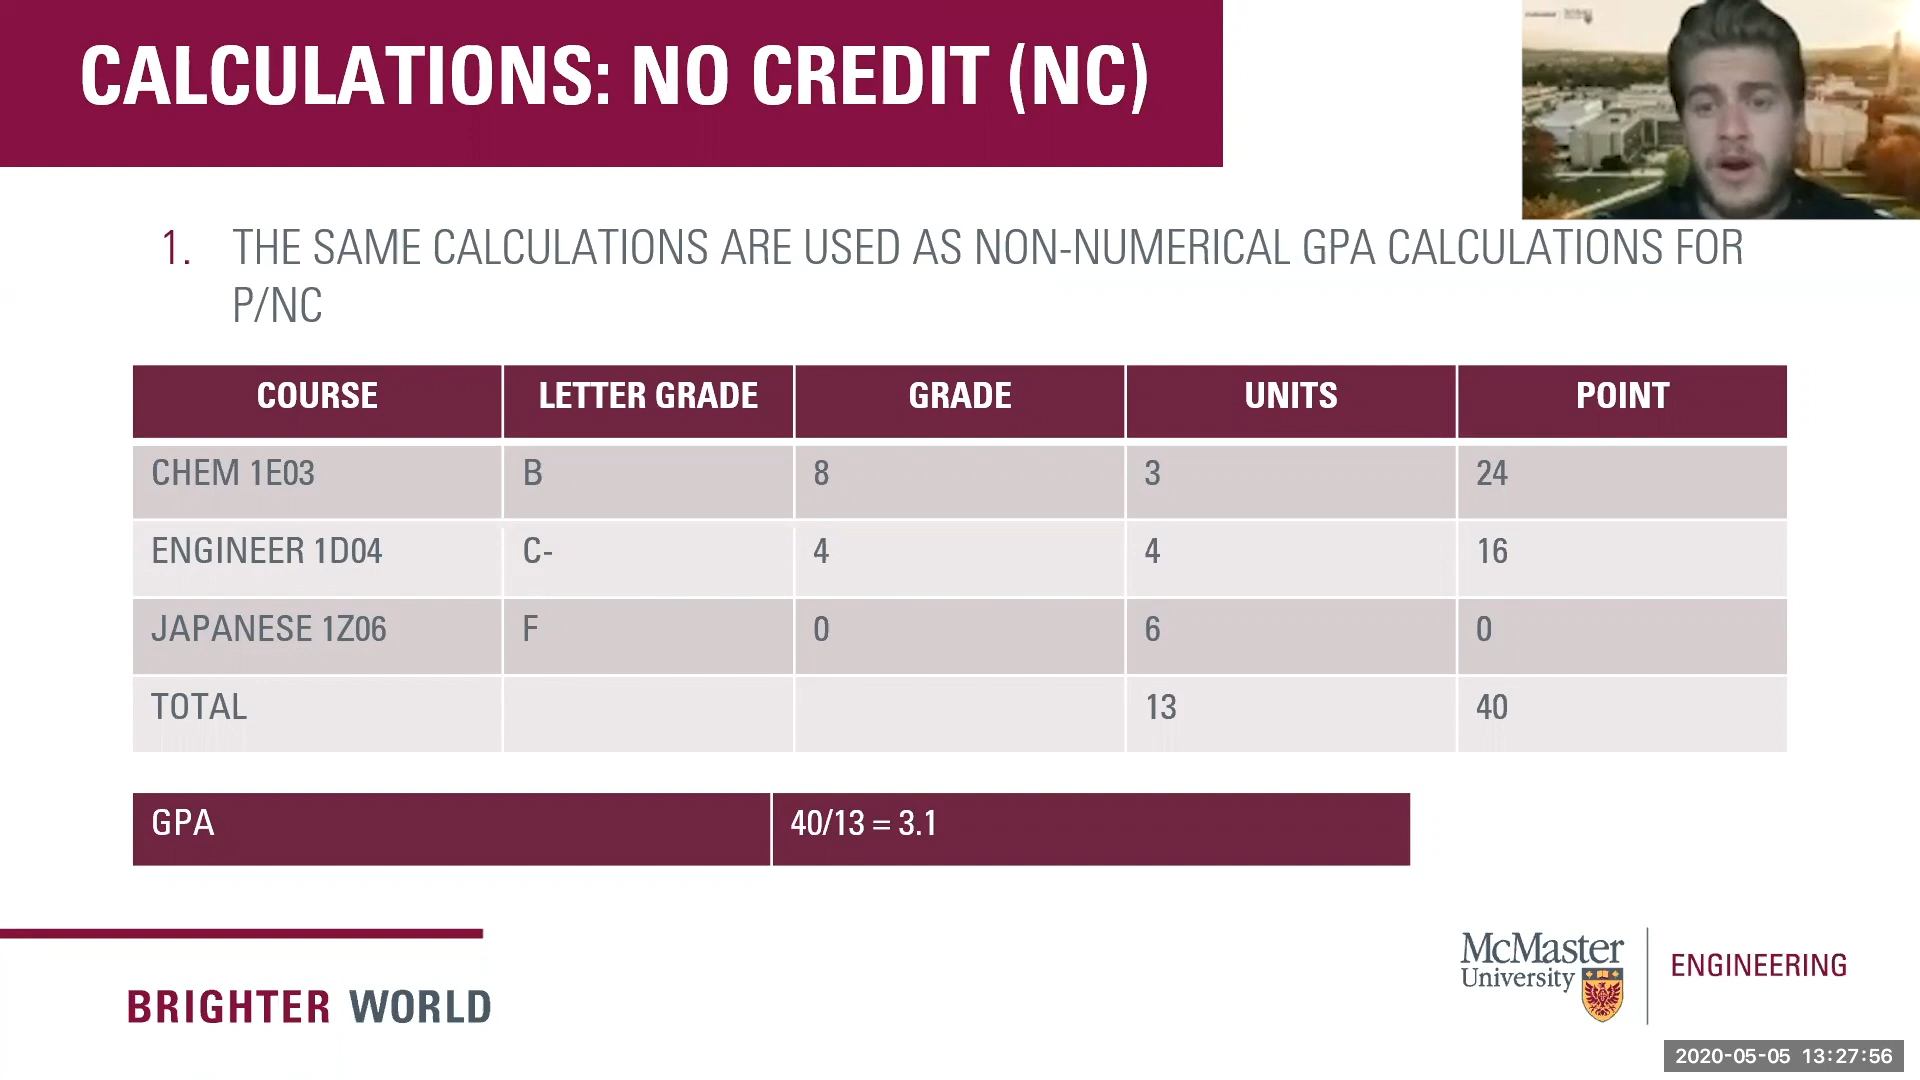 CALCULATIONS: NO CREDIT (NC)
1. THE SAME CALCULATIONS ARE USED AS NON-NUMERICAL GPA CALCULATIONS FOR
P/NC
COURSE LETTER GRADE GRADE UNITS POINT
CHEM 1E03 B 8 3 24
ENGINEER 1D04 C- 4 4 16
JAPANESE 1Z06 F 0 6 0
TOTAL 13 40
GPA 40/13 = 3.1
BRIGHTER WORLD
McMaster
University
ENGINEERING
2020-05-05 13:27:56